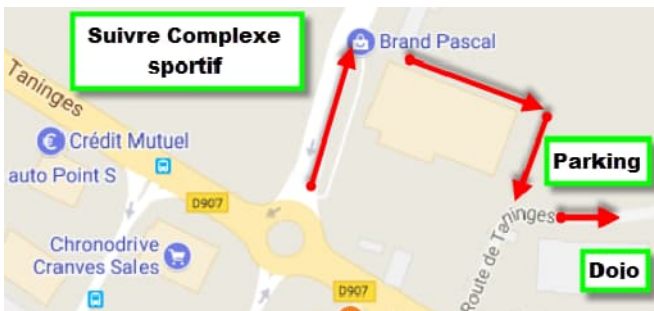 Suivre Complexe
sportif
Brand Pascal
Taninges
Crédit Mutuel
auto Point S
Parking
D907
Route de Taninges
Chronodrive
Cranves Sales
Dojo
D907